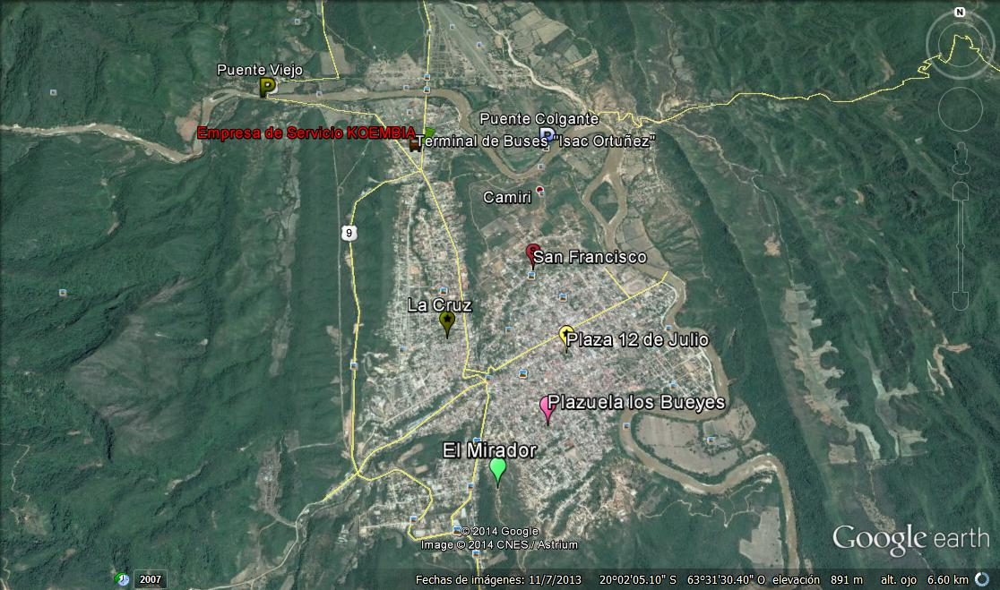 N
Puente Viejo
P
Puente Colgante
P
Empresa de Servicio KOEMBIA
Terminal de Buses "Isac Ortuñez"
Camiri
9
San Francisco
La Cruz
Plaza 12 de Julio
Plazuela los Bueyes
El Mirador
© 2014 Google
Image © 2014 CNES / Astrium
Google earth
2007
Fechas de imágenes: 11/7/2013 20°02'05.10" S 63°31'30.40" O elevación 891 m alt. ojo 6.60 km